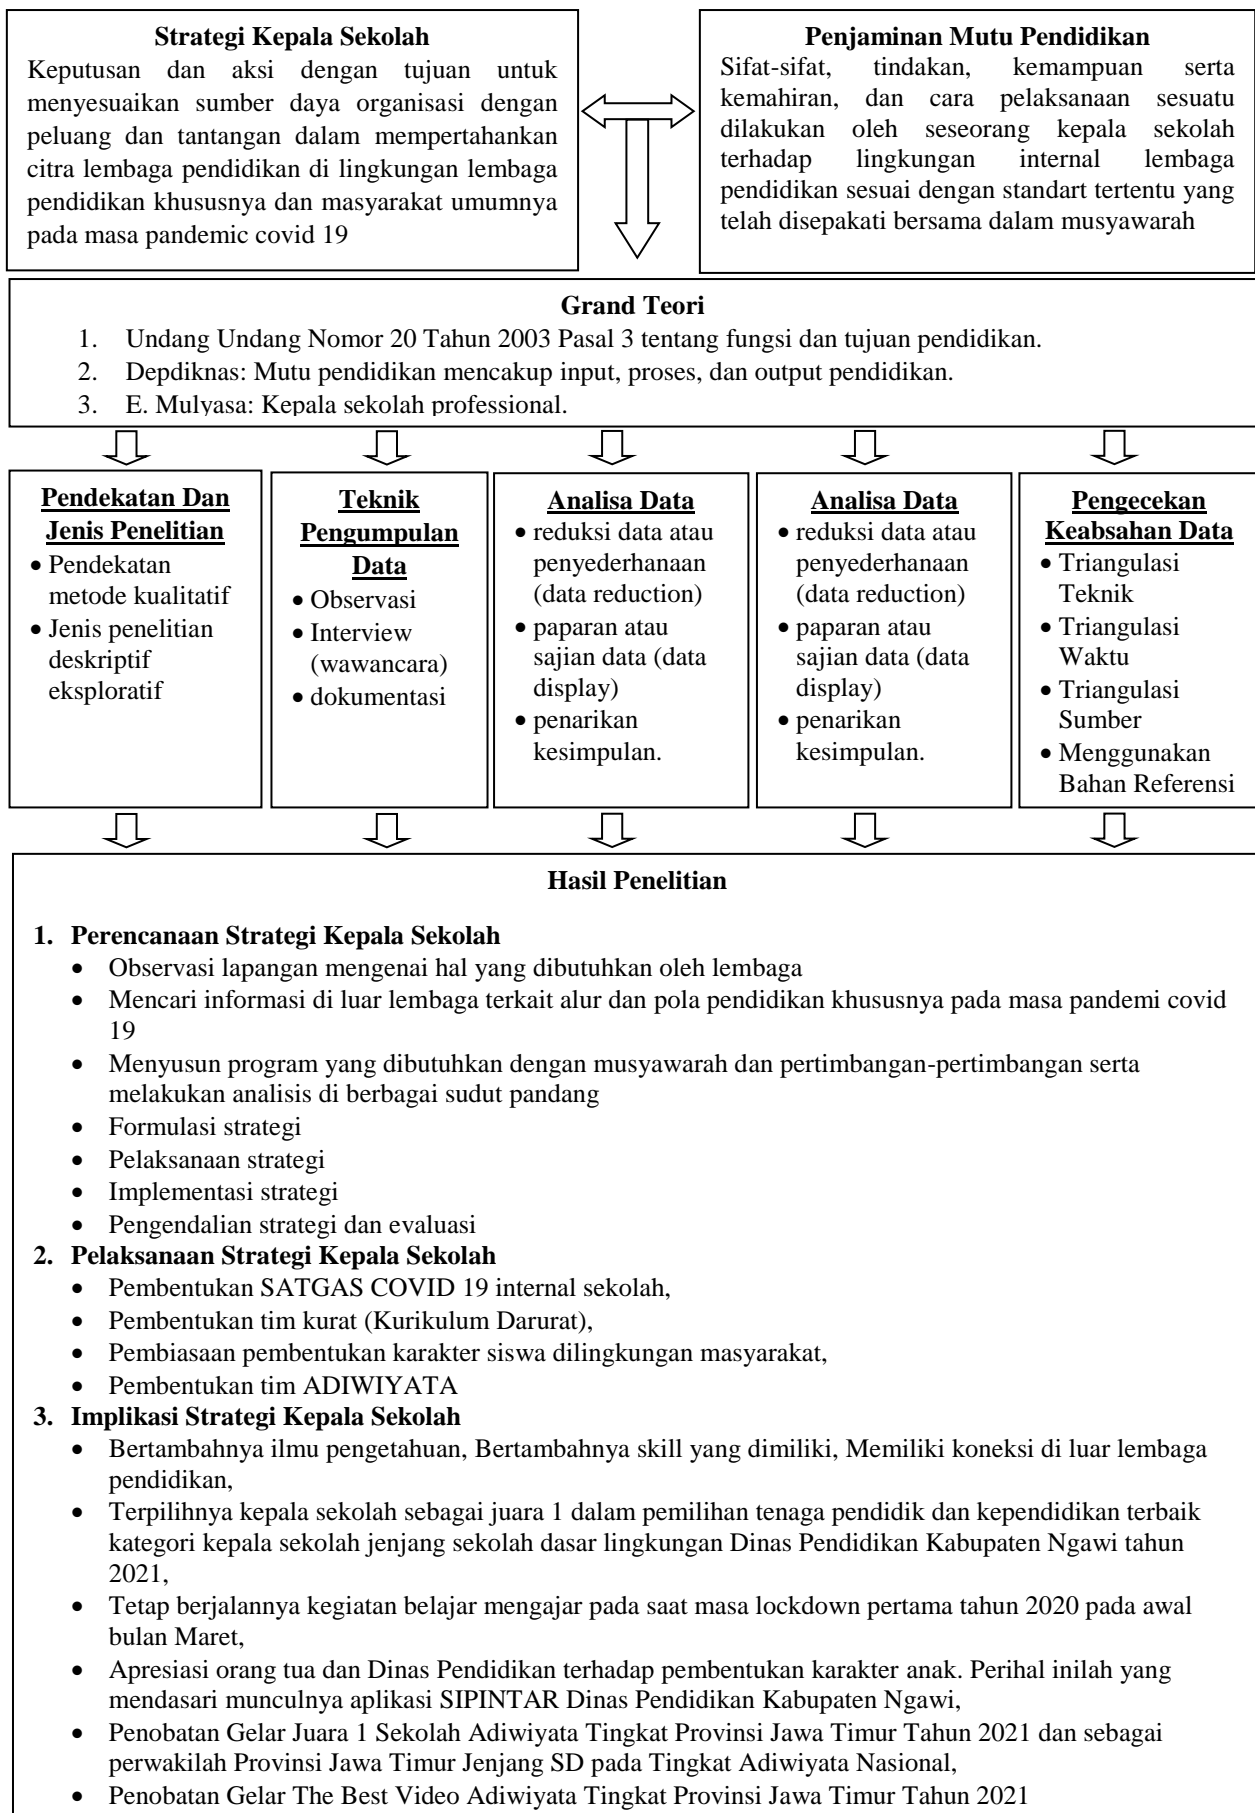 Strategi Kepala Sekolah
Keputusan dan aksi dengan tujuan untuk
menyesuaikan sumber daya organisasi dengan
peluang dan tantangan dalam mempertahankan
citra lembaga pendidikan di lingkungan lembaga
pendidikan khususnya dan masyarakat umumnya
pada masa pandemic covid 19
Penjaminan Mutu Pendidikan
Sifat-sifat, tindakan, kemampuan serta
kemahiran, dan cara pelaksanaan sesuatu
dilakukan oleh seseorang kepala sekolah
terhadap lingkungan internal lembaga
pendidikan sesuai dengan standart tertentu yang
telah disepakati bersama dalam musyawarah
Grand Teori
1. Undang Undang Nomor 20 Tahun 2003 Pasal 3 tentang fungsi dan tujuan pendidikan.
2. Depdiknas: Mutu pendidikan mencakup input, proses, dan output pendidikan.
3. E. Mulyasa: Kepala sekolah professional.
Pendekatan Dan
Jenis Penelitian
• Pendekatan
metode kualitatif
• Jenis penelitian
deskriptif
eksploratif
Teknik
Pengumpulan
Data
• Observasi
• Interview
(wawancara)
• dokumentasi
Analisa Data
• reduksi data atau
penyederhanaan
(data reduction)
• paparan atau
sajian data (data
display)
• penarikan
kesimpulan.
Analisa Data
• reduksi data atau
penyederhanaan
(data reduction)
• paparan atau
sajian data (data
display)
• penarikan
kesimpulan.
Pengecekan
Keabsahan Data
• Triangulasi
Teknik
• Triangulasi
Waktu
• Triangulasi
Sumber
• Menggunakan
Bahan Referensi
Hasil Penelitian
1. Perencanaan Strategi Kepala Sekolah
• Observasi lapangan mengenai hal yang dibutuhkan oleh lembaga
• Mencari informasi di luar lembaga terkait alur dan pola pendidikan khususnya pada masa pandemi covid
19
• Menyusun program yang dibutuhkan dengan musyawarah dan pertimbangan-pertimbangan serta
melakukan analisis di berbagai sudut pandang
• Formulasi strategi
• Pelaksanaan strategi
• Implementasi strategi
• Pengendalian strategi dan evaluasi
2. Pelaksanaan Strategi Kepala Sekolah
• Pembentukan SATGAS COVID 19 internal sekolah,
• Pembentukan tim kurat (Kurikulum Darurat),
• Pembiasaan pembentukan karakter siswa dilingkungan masyarakat,
• Pembentukan tim ADIWIYATA
3. Implikasi Strategi Kepala Sekolah
• Bertambahnya ilmu pengetahuan, Bertambahnya skill yang dimiliki, Memiliki koneksi di luar lembaga
pendidikan,
• Terpilihnya kepala sekolah sebagai juara 1 dalam pemilihan tenaga pendidik dan kependidikan terbaik
kategori kepala sekolah jenjang sekolah dasar lingkungan Dinas Pendidikan Kabupaten Ngawi tahun
2021,
• Tetap berjalannya kegiatan belajar mengajar pada saat masa lockdown pertama tahun 2020 pada awal
bulan Maret,
• Apresiasi orang tua dan Dinas Pendidikan terhadap pembentukan karakter anak. Perihal inilah yang
mendasari munculnya aplikasi SIPINTAR Dinas Pendidikan Kabupaten Ngawi,
• Penobatan Gelar Juara 1 Sekolah Adiwiyata Tingkat Provinsi Jawa Timur Tahun 2021 dan sebagai
perwakilah Provinsi Jawa Timur Jenjang SD pada Tingkat Adiwiyata Nasional,
• Penobatan Gelar The Best Video Adiwiyata Tingkat Provinsi Jawa Timur Tahun 2021